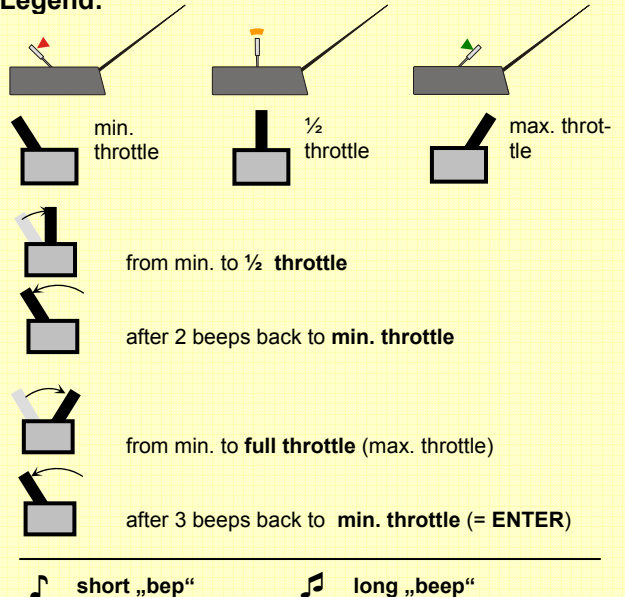 Legend:
min.
throttle
½
throttle
max. throt-
tle
from min. to ½ throttle
after 2 beeps back to min. throttle
from min. to full throttle (max. throttle)
after 3 beeps back to min. throttle (= ENTER)
short „bep“
long „beep“